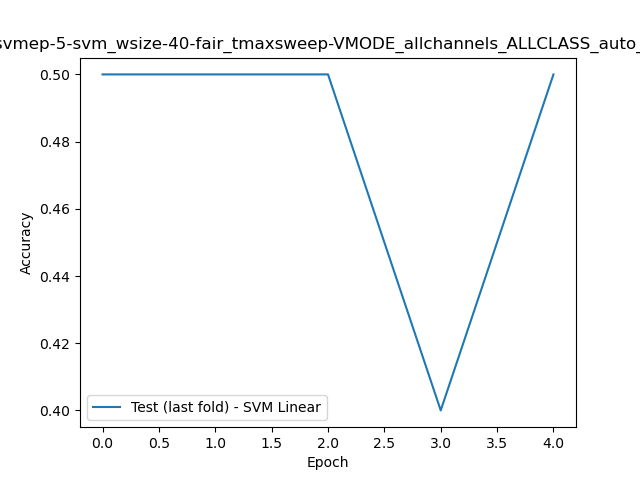 svmep-5-svm_wsize-40-fair_tmaxsweep-VMODE_allchannels_ALLCLASS_auto_
0.50
0.48
0.46
0.44
0.42
0.40
Accuracy
Test (last fold) - SVM Linear
0.0 0.5 1.0 1.5 2.0 2.5 3.0 3.5 4.0
Epoch